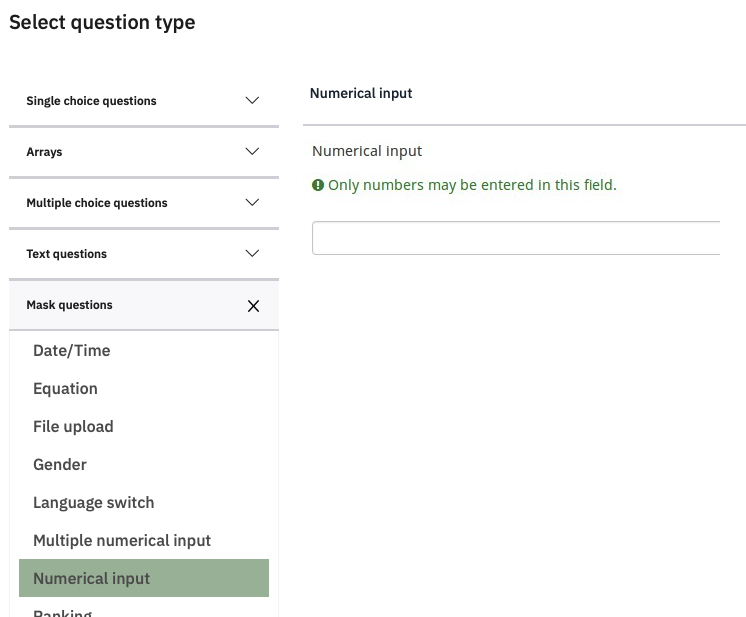 Select question type
Single choice questions
Arrays
Multiple choice questions
Text questions
Mask questions
Date/Time
Equation
File upload
Gender
Language switch
Multiple numerical input
Numerical input
Ranking
Numerical input
Numerical input
Only numbers may be entered in this field.